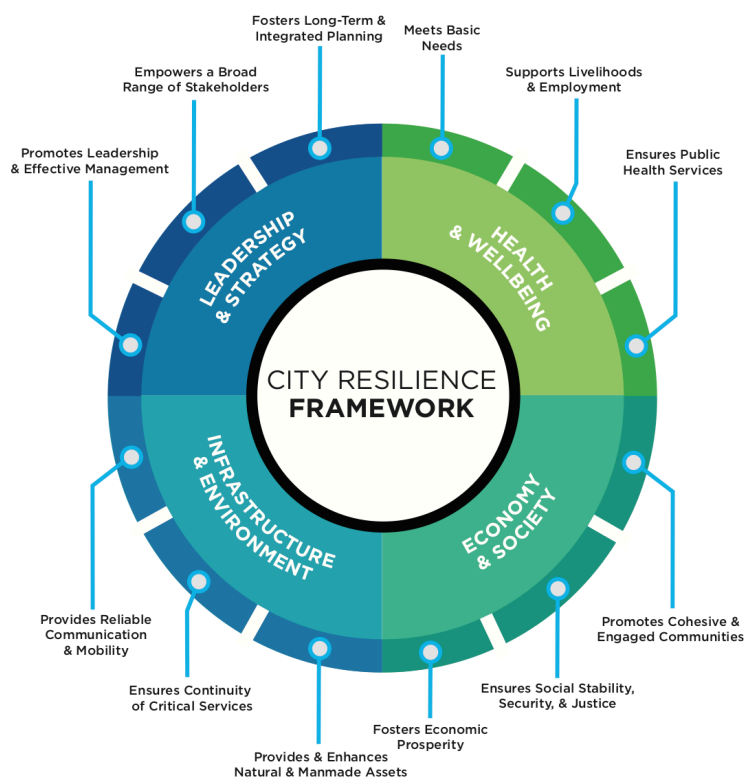 Fosters Long-Term &
Integrated Planning
Meets Basic
Needs
Empowers a Broad
Range of Stakeholders
Supports Livelihoods
& Employment
Promotes Leadership
& Effective Management
Ensures Public
Health Services
LEADERSHIP
& STRATEGY
HEALTH
& WELLBEING
CITY RESILIENCE
FRAMEWORK
INFRASTRUCTURE
& ENVIRONMENT
ECONOMY
& SOCIETY
Provides Reliable
Communication
& Mobility
Promotes Cohesive &
Engaged Communities
Ensures Continuity
of Critical Services
Ensures Social Stability,
Security, & Justice
Fosters Economic
Prosperity
Provides & Enhances
Natural & Manmade Assets